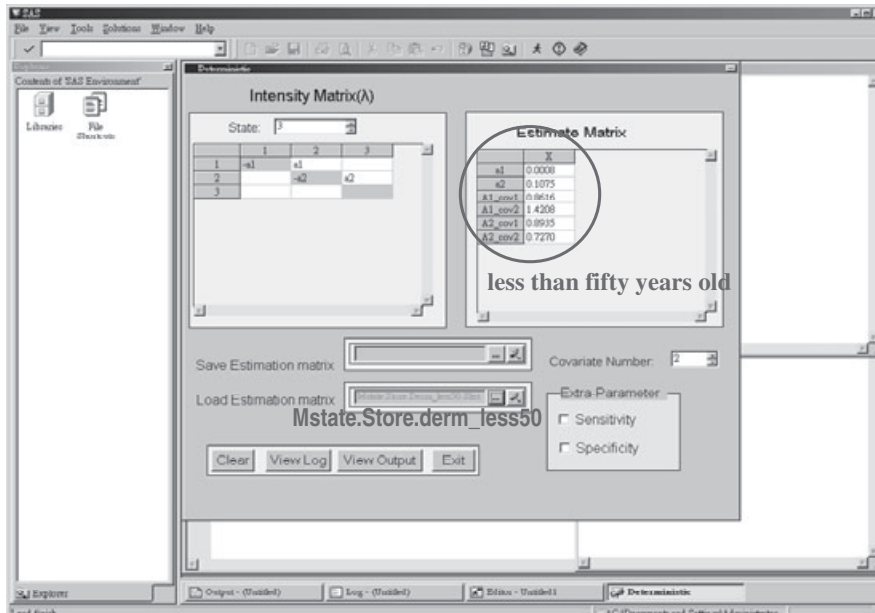 SAS
File View Tools Solutions Window Help
Explorer
Contents of 'SAS Environment'
Libraries
File Shortcuts
Deterministic
Intensity Matrix(λ)
State: 3
1 2 3
1 -a1 a1
2 -a2 a2
3
Estimate Matrix
X
a1 0.0008
a2 0.1075
A1_cov1 0.8616
A1_cov2 1.4208
A2_cov1 0.8935
A2_cov2 0.7270
less than fifty years old
Save Estimation matrix ...
Covariate Number: 2
Load Estimation matrix ...
Mstate.Store.derm_less50
Extra Parameter
Sensitivity
Specificity
Clear View Log View Output Exit
Explorer
Output - (Untitled)
Log - (Untitled)
Editor - Untitled1
Deterministic